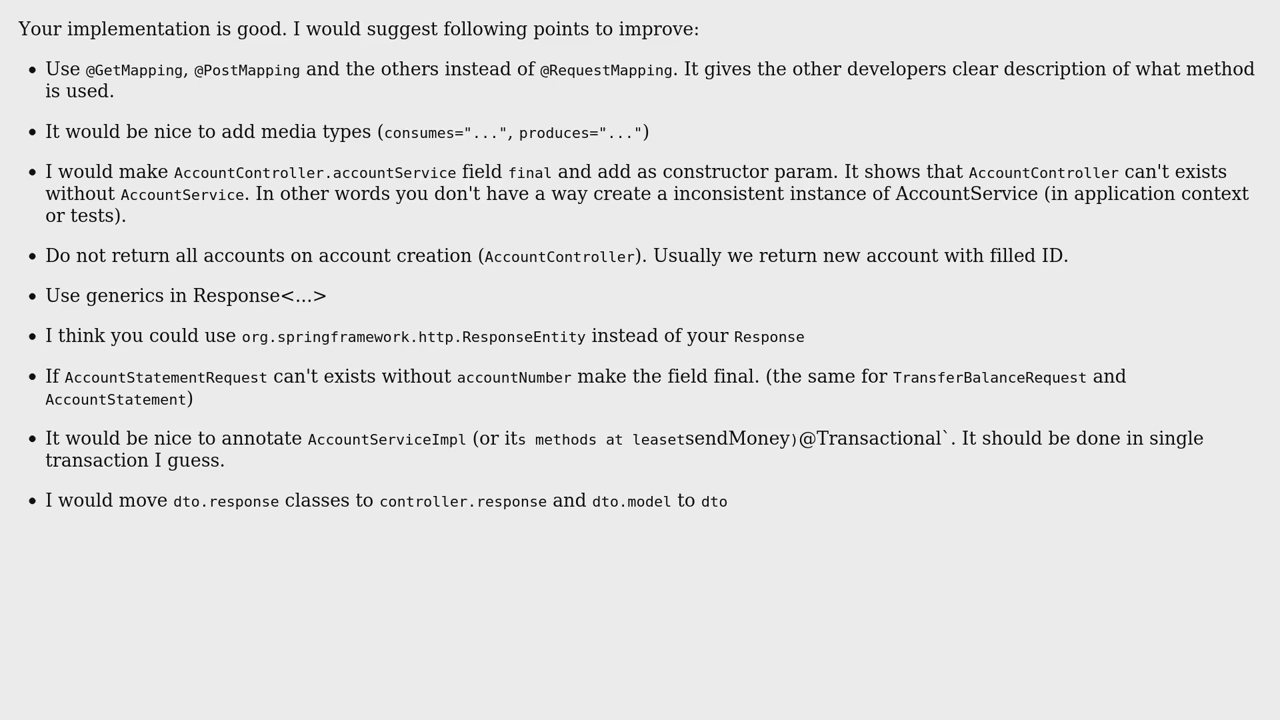 Your implementation is good. I would suggest following points to improve:
• Use @GetMapping, @PostMapping and the others instead of @RequestMapping. It gives the other developers clear description of what method
is used.
• It would be nice to add media types (consumes="...", produces="...")
• I would make AccountController.accountService field final and add as constructor param. It shows that AccountController can't exists
without AccountService. In other words you don't have a way create a inconsistent instance of AccountService (in application context
or tests).
• Do not return all accounts on account creation (AccountController). Usually we return new account with filled ID.
• Use generics in Response<...>
• I think you could use org.springframework.http.ResponseEntity instead of your Response
• If AccountStatementRequest can't exists without accountNumber make the field final. (the same for TransferBalanceRequest and
AccountStatement)
• It would be nice to annotate AccountServiceImpl (or its methods at leasetsendMoney)@Transactional`. It should be done in single
transaction I guess.
• I would move dto.response classes to controller.response and dto.model to dto